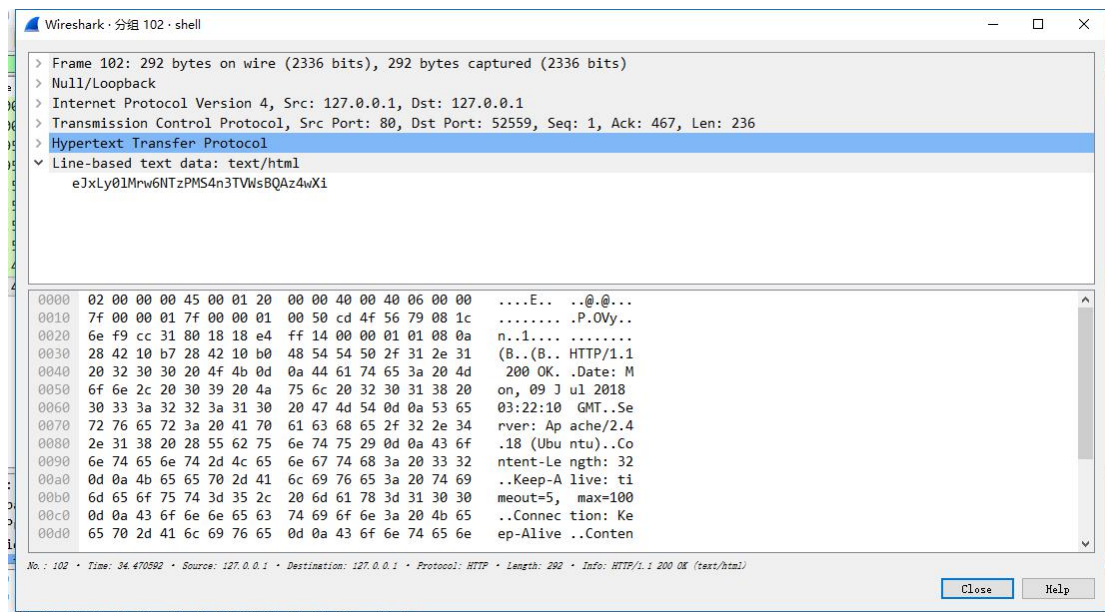 Wireshark · 分组 102 · shell
> Frame 102: 292 bytes on wire (2336 bits), 292 bytes captured (2336 bits)
> Null/Loopback
> Internet Protocol Version 4, Src: 127.0.0.1, Dst: 127.0.0.1
> Transmission Control Protocol, Src Port: 80, Dst Port: 52559, Seq: 1, Ack: 467, Len: 236
> Hypertext Transfer Protocol
Line-based text data: text/html
eJxLy0lMrw6NTzPMS4n3TVWsBQAz4wXi
0000 02 00 00 00 45 00 01 20 00 00 40 00 40 06 00 00 ....E.. ..@.@...
0010 7f 00 00 01 7f 00 00 01 00 50 cd 4f 56 79 08 1c ........ .P.OVy..
0020 6e f9 cc 31 80 18 18 e4 ff 14 00 00 01 01 08 0a n..1.... ........
0030 28 42 10 b7 28 42 10 b0 48 54 54 50 2f 31 2e 31 (B..(B.. HTTP/1.1
0040 20 32 30 30 20 4f 4b 0d 0a 44 61 74 65 3a 20 4d 200 OK. .Date: M
0050 6f 6e 2c 20 30 39 20 4a 75 6c 20 32 30 31 38 20 on, 09 J ul 2018
0060 30 33 3a 32 32 3a 31 30 20 47 4d 54 0d 0a 53 65 03:22:10 GMT..Se
0070 72 76 65 72 3a 20 41 70 61 63 68 65 2f 32 2e 34 rver: Ap ache/2.4
0080 2e 31 38 20 28 55 62 75 6e 74 75 29 0d 0a 43 6f .18 (Ubu ntu)..Co
0090 6e 74 65 6e 74 2d 4c 65 6e 67 74 68 3a 20 33 32 ntent-Le ngth: 32
00a0 0d 0a 4b 65 65 70 2d 41 6c 69 76 65 3a 20 74 69 ..Keep-A live: ti
00b0 6d 65 6f 75 74 3d 35 2c 20 6d 61 78 3d 31 30 30 meout=5, max=100
00c0 0d 0a 43 6f 6e 6e 65 63 74 69 6f 6e 3a 20 4b 65 ..Connec tion: Ke
00d0 65 70 2d 41 6c 69 76 65 0d 0a 43 6f 6e 74 65 6e ep-Alive ..Conten
No.: 102 · Time: 34.470592 · Source: 127.0.0.1 · Destination: 127.0.0.1 · Protocol: HTTP · Length: 292 · Info: HTTP/1.1 200 OK (text/html)
Close Help